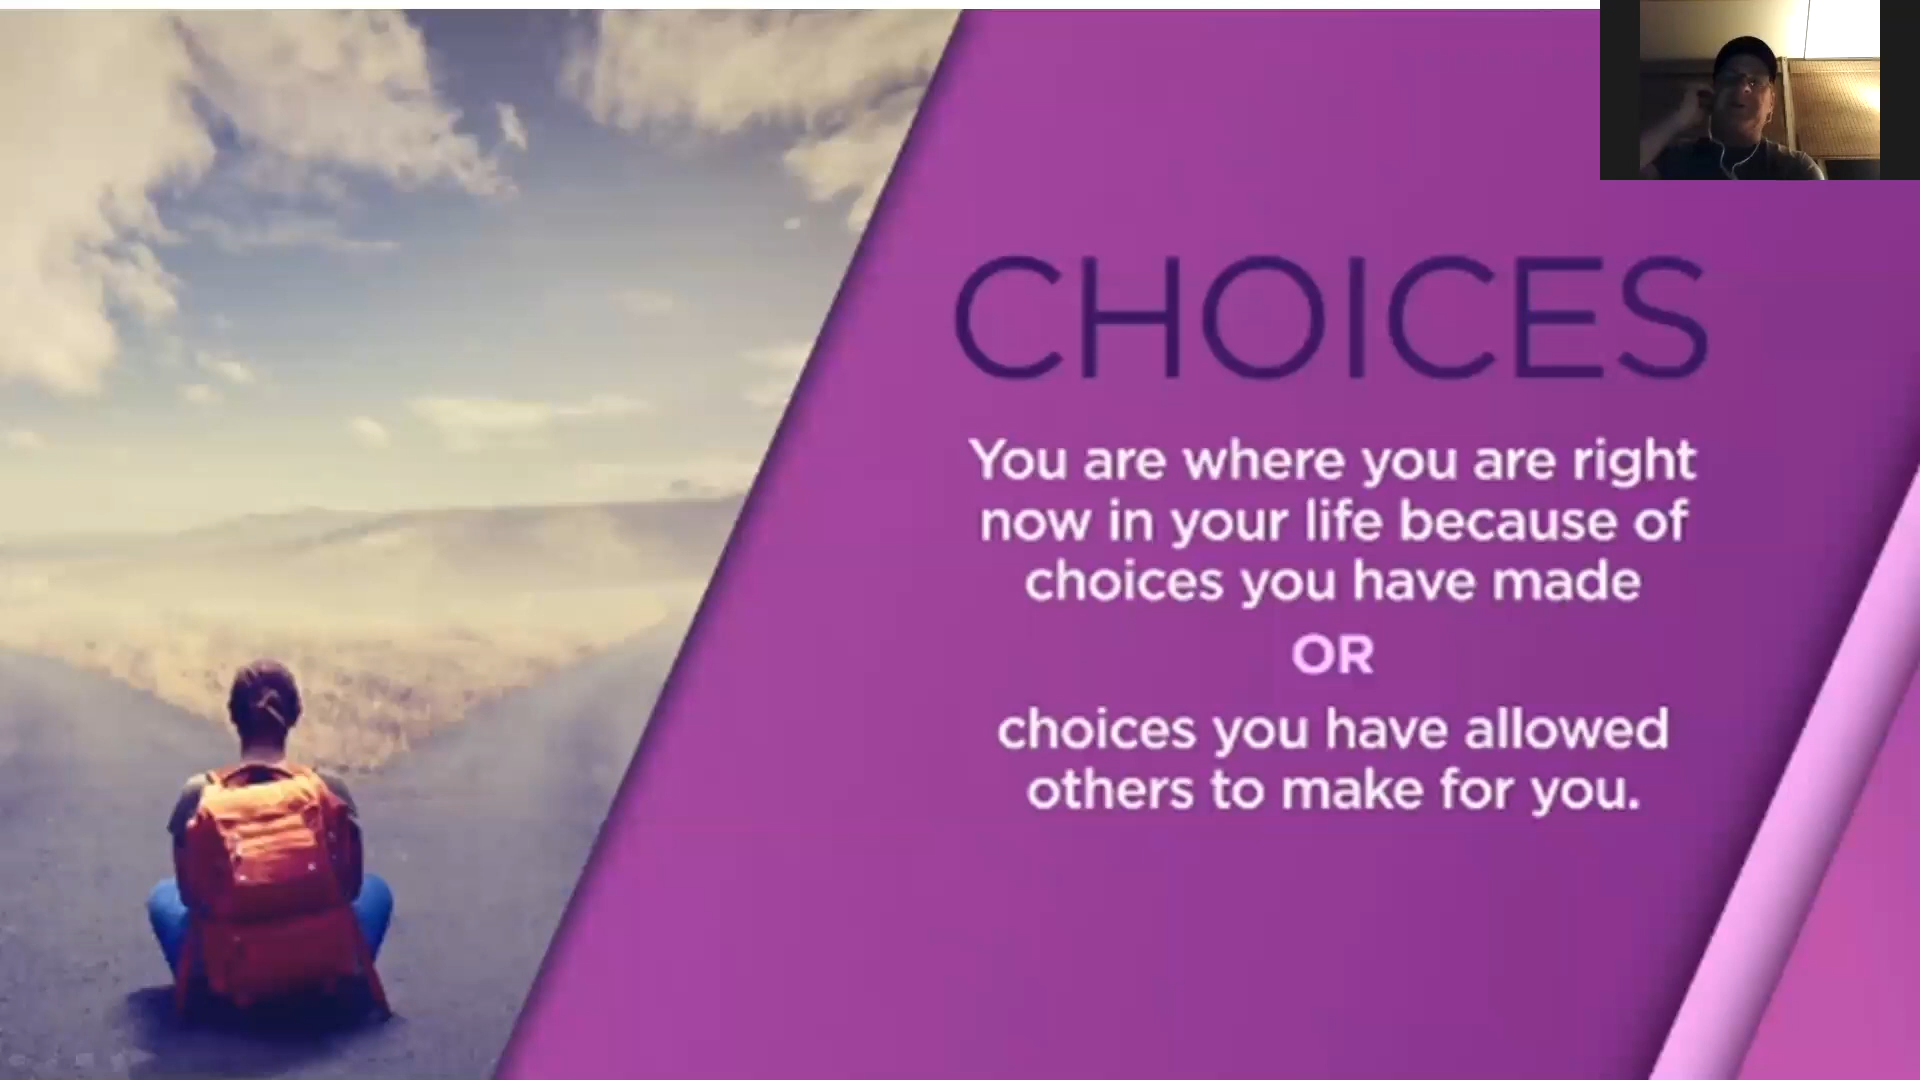 CHOICES
You are where you are right
now in your life because of
choices you have made
OR
choices you have allowed
others to make for you.